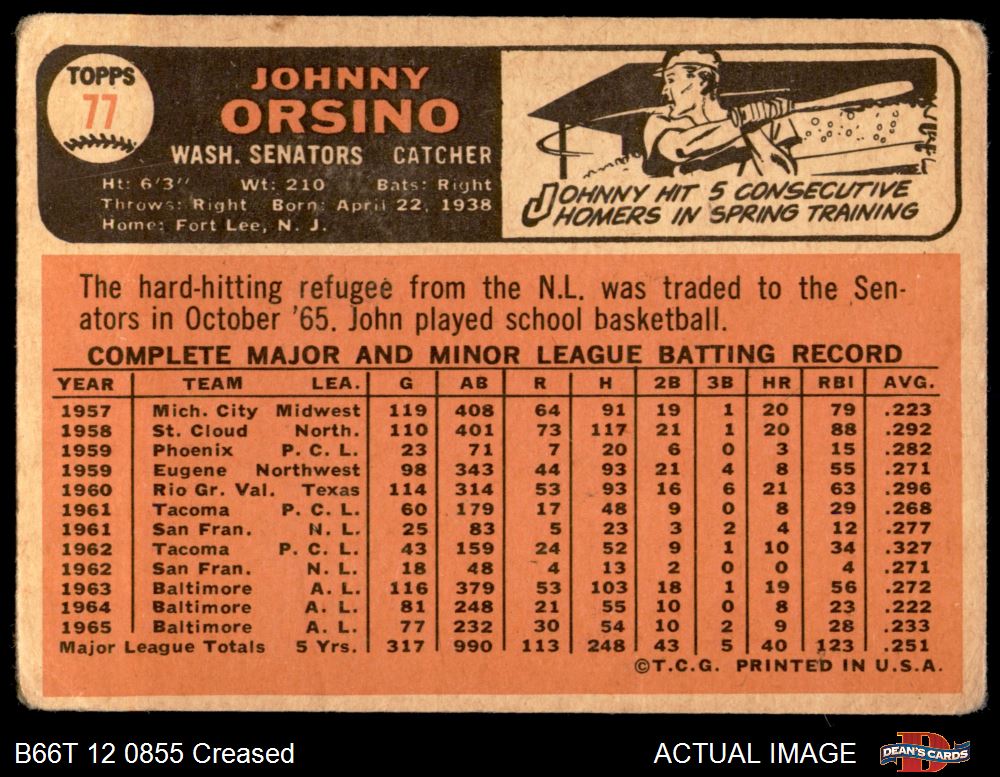 TOPPS
77
JOHNNY
ORSINO
WASH. SENATORS CATCHER
Ht: 6'3" Wt: 210 Bats: Right
Throws: Right Born: April 22, 1938
Home: Fort Lee, N. J.
JOHNNY HIT 5 CONSECUTIVE
HOMERS IN SPRING TRAINING
The hard-hitting refugee from the N.L. was traded to the Sen-
ators in October '65. John played school basketball.
COMPLETE MAJOR AND MINOR LEAGUE BATTING RECORD
YEAR TEAM LEA. G AB R H 2B 3B HR RBI AVG.
1957 Mich. City Midwest 119 408 64 91 19 1 20 79 .223
1958 St. Cloud North. 110 401 73 117 21 1 20 88 .292
1959 Phoenix P. C. L. 23 71 7 20 6 0 3 15 .282
1959 Eugene Northwest 98 343 44 93 21 4 8 55 .271
1960 Rio Gr. Val. Texas 114 314 53 93 16 6 21 63 .296
1961 Tacoma P. C. L. 60 179 17 48 9 0 8 29 .268
1961 San Fran. N. L. 25 83 5 23 3 2 4 12 .277
1962 Tacoma P. C. L. 43 159 24 52 9 1 10 34 .327
1962 San Fran. N. L. 18 48 4 13 2 0 0 4 .271
1963 Baltimore A. L. 116 379 53 103 18 1 19 56 .272
1964 Baltimore A. L. 81 248 21 55 10 0 8 23 .222
1965 Baltimore A. L. 77 232 30 54 10 2 9 28 .233
Major League Totals 5 Yrs. 317 990 113 248 43 5 40 123 .251
©T.C.G. PRINTED IN U.S.A.
B66T 12 0855 Creased
ACTUAL IMAGE
DEAN'S CARDS